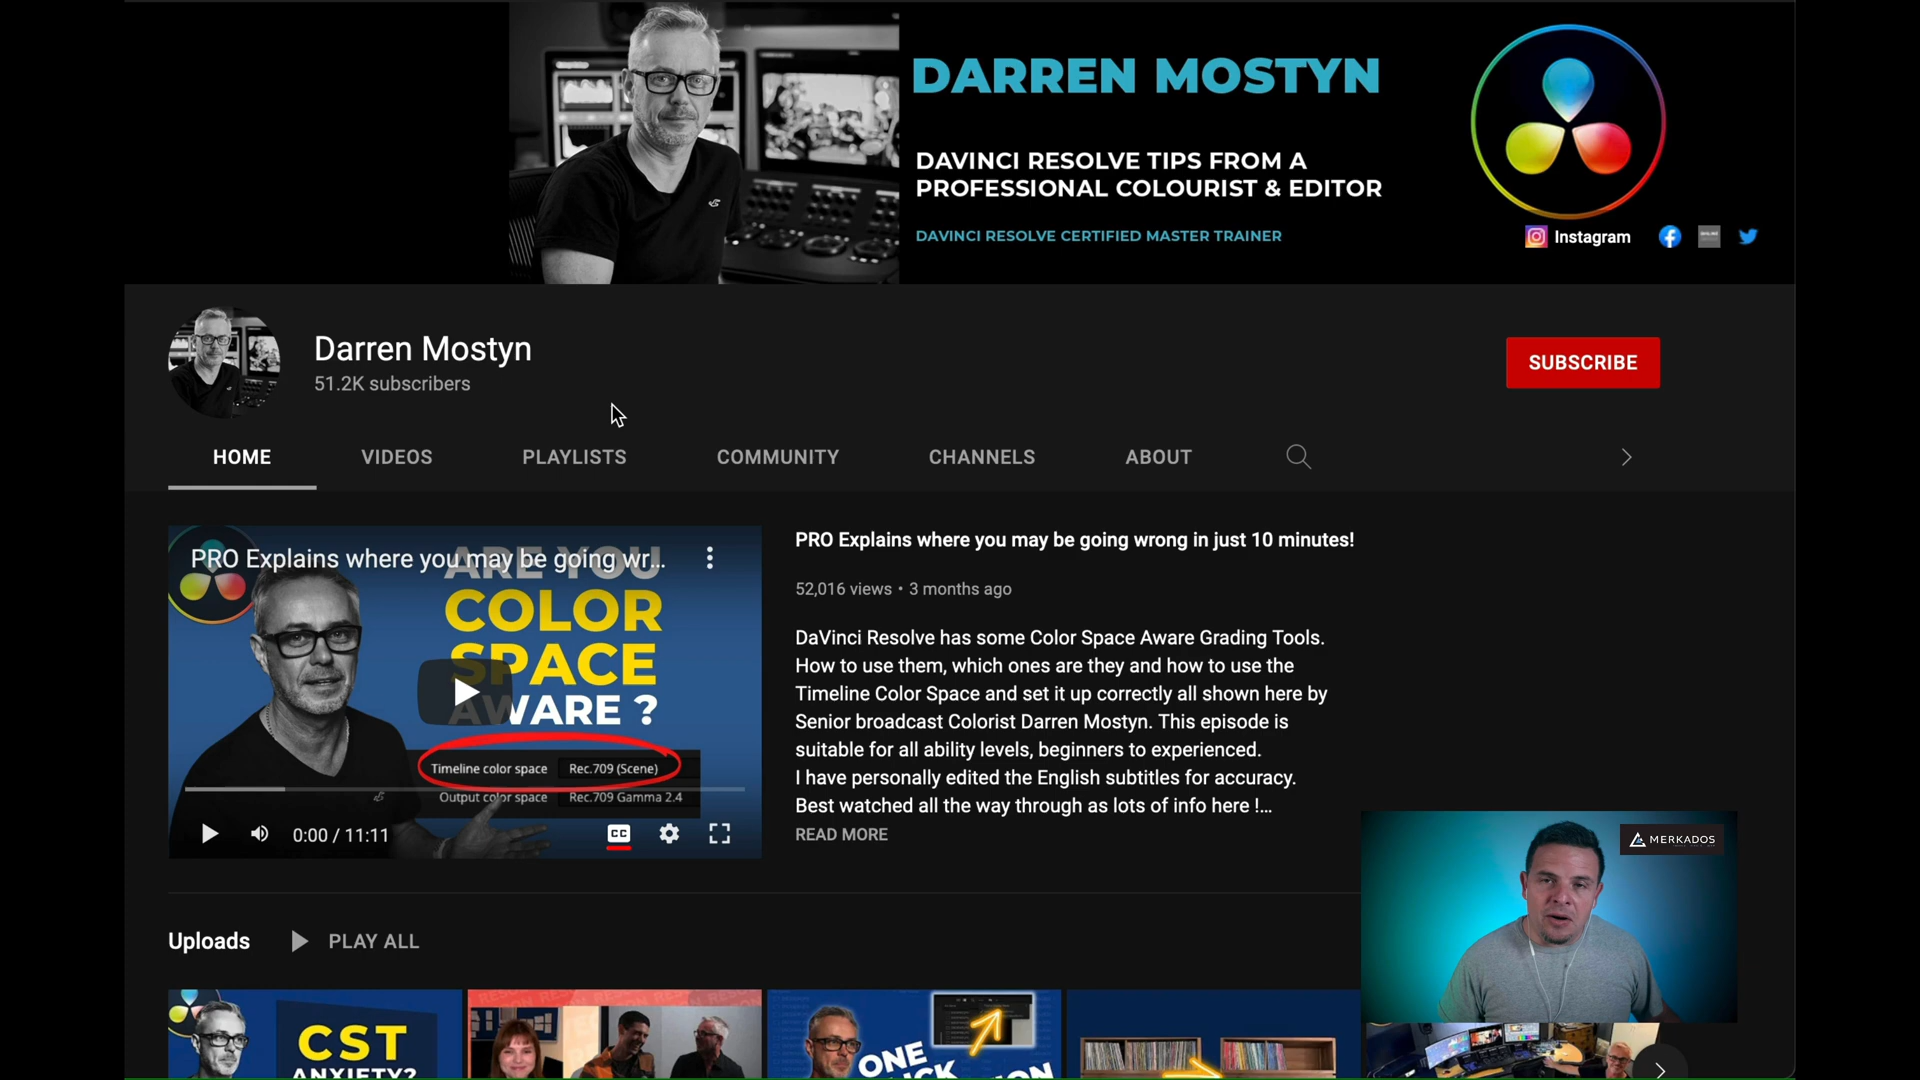 DARREN MOSTYN
DAVINCI RESOLVE TIPS FROM A
PROFESSIONAL COLOURIST & EDITOR
DAVINCI RESOLVE CERTIFIED MASTER TRAINER
Instagram
Darren Mostyn
51.2K subscribers
SUBSCRIBE
HOME
VIDEOS
PLAYLISTS
COMMUNITY
CHANNELS
ABOUT
PRO Explains where you may be going wr...
ARE YOU
COLOR
SPACE
AWARE ?
Timeline color space Rec.709 (Scene)
Output color space Rec.709 Gamma 2.4
0:00 / 11:11
CC
PRO Explains where you may be going wrong in just 10 minutes!
52,016 views • 3 months ago
DaVinci Resolve has some Color Space Aware Grading Tools.
How to use them, which ones are they and how to use the
Timeline Color Space and set it up correctly all shown here by
Senior broadcast Colorist Darren Mostyn. This episode is
suitable for all ability levels, beginners to experienced.
I have personally edited the English subtitles for accuracy.
Best watched all the way through as lots of info here !...
READ MORE
MERKADOS
Uploads
PLAY ALL
CST
ANXIETY?
ONE